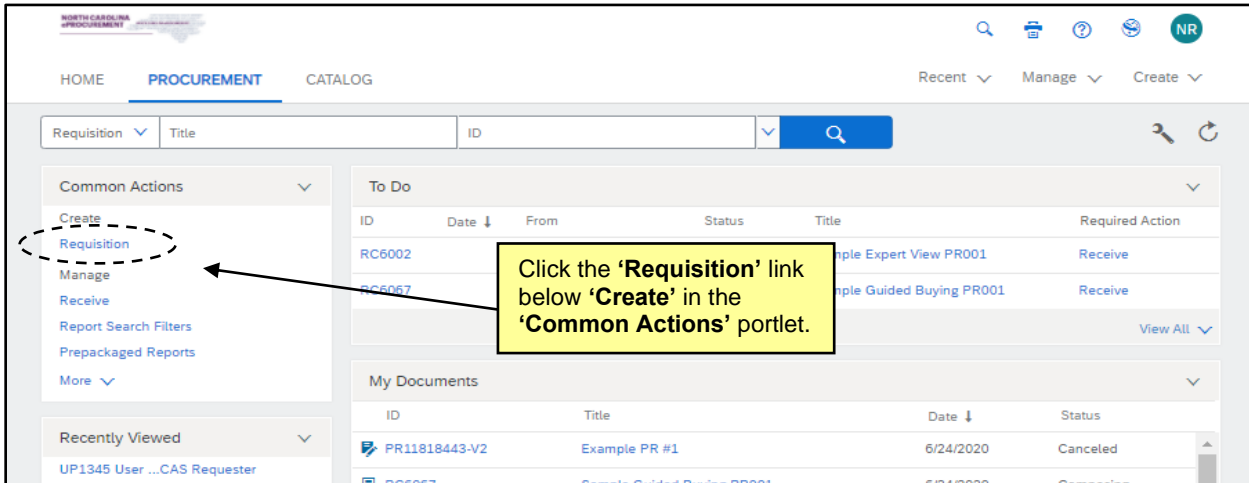 NORTH CAROLINA
ePROCUREMENT
NR
HOME PROCUREMENT CATALOG
Recent Manage Create
Requisition Title ID
Common Actions
Create
Requisition
Manage
Receive
Report Search Filters
Prepackaged Reports
More
Recently Viewed
UP1345 User ...CAS Requester
To Do
ID Date From Status Title Required Action
RC6002 Expert View PR001 Receive
RC6067 Guided Buying PR001 Receive
View All
Click the ‘Requisition’ link
below ‘Create’ in the
‘Common Actions’ portlet.
My Documents
ID Title Date Status
PR11818443-V2 Example PR #1 6/24/2020 Canceled